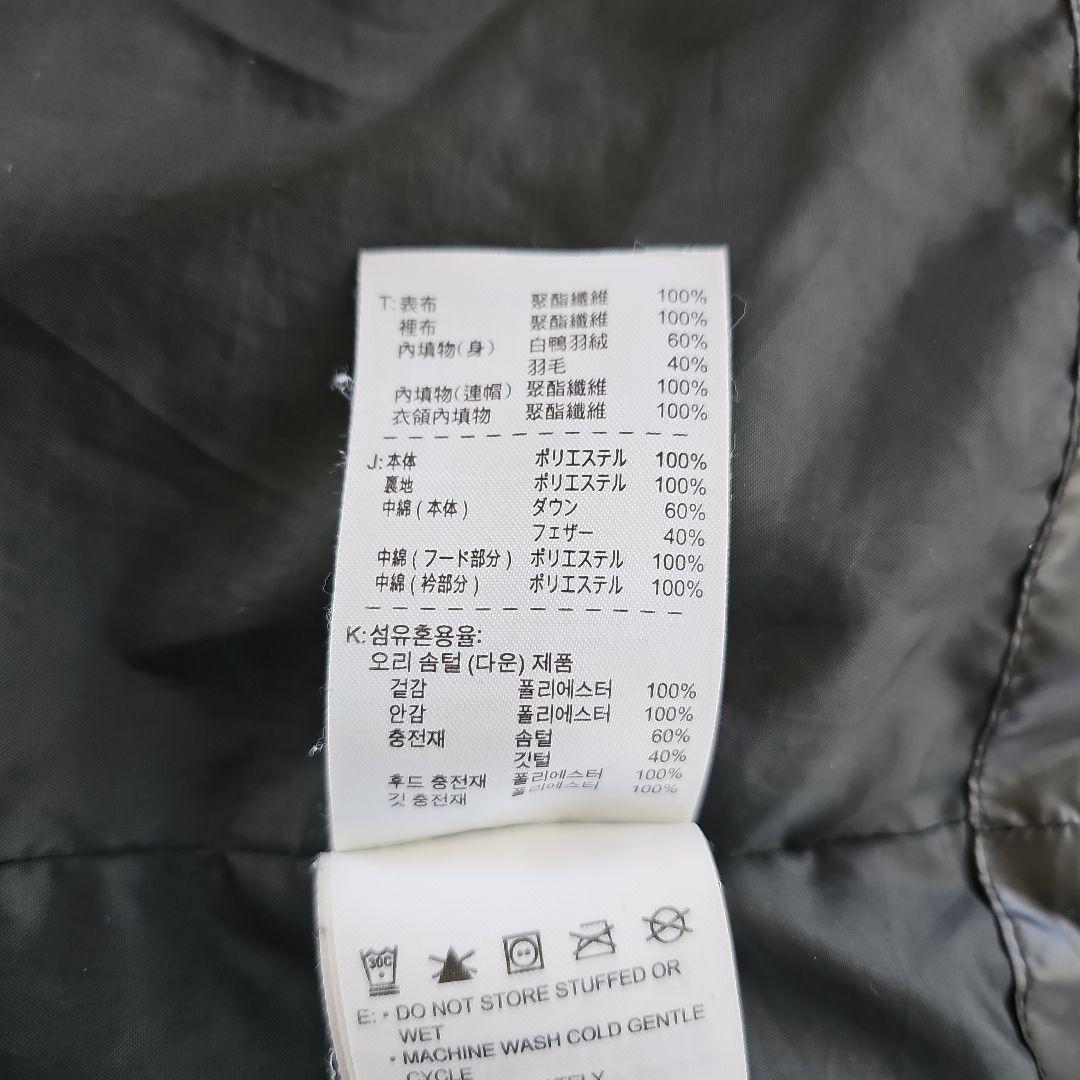 T: 表布 聚酯纖維 100%
裡布 聚酯纖維 100%
內填物(身) 白鴨羽絨 60%
羽毛 40%
內填物(連帽) 聚酯纖維 100%
衣領內填物 聚酯纖維 100%
J: 本体 ポリエステル 100%
裏地 ポリエステル 100%
中綿(本体) ダウン 60%
フェザー 40%
中綿(フード部分) ポリエステル 100%
中綿(衿部分) ポリエステル 100%
K: 섬유혼용율:
오리 솜털 (다운) 제품
겉감 폴리에스터 100%
안감 폴리에스터 100%
충전재 솜털 60%
깃털 40%
후드 충전재 폴리에스터 100%
깃 충전재 폴리에스터 100%
30C
E: • DO NOT STORE STUFFED OR
WET
• MACHINE WASH COLD GENTLE
CYCLE